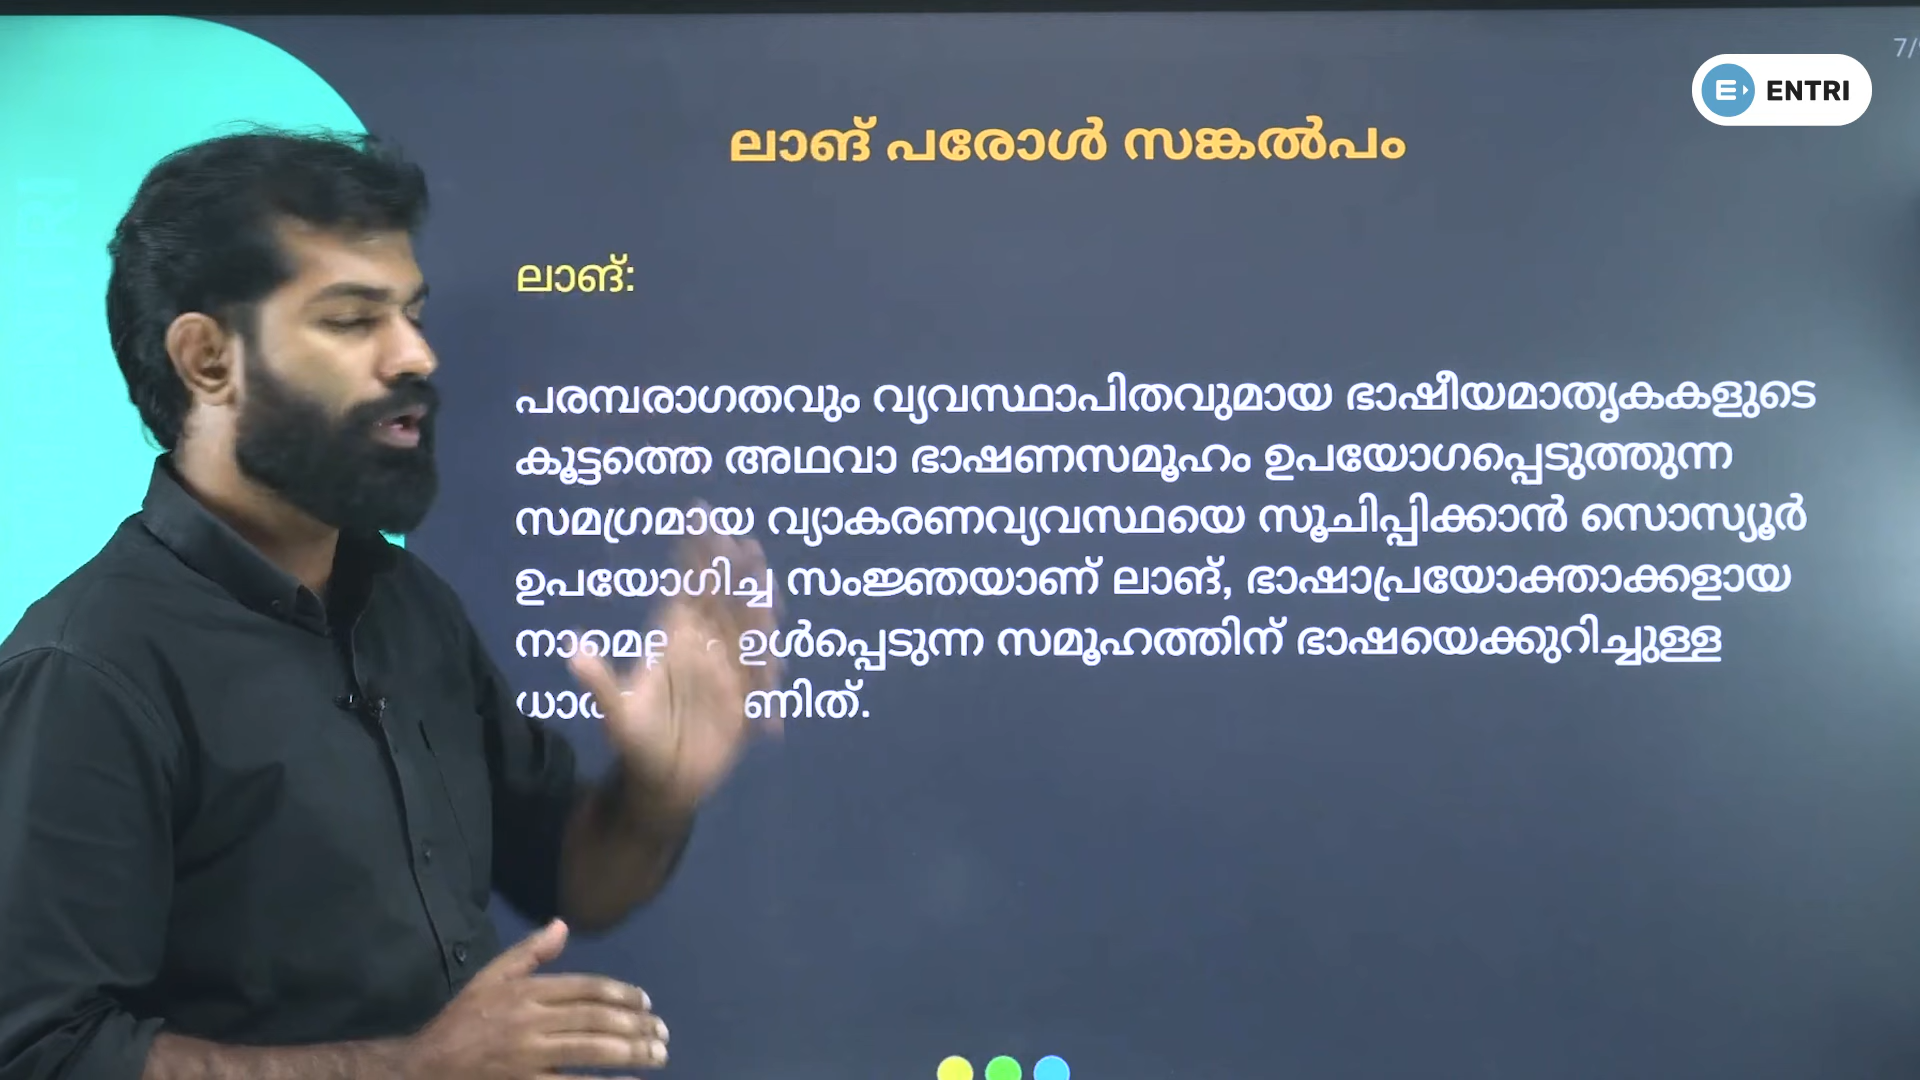 7/
ENTRI
ലാങ് പരോൾ സങ്കൽപം
ലാങ്:
പരമ്പരാഗതവും വ്യവസ്ഥാപിതവുമായ ഭാഷീയമാതൃകകളുടെ
കൂട്ടത്തെ അഥവാ ഭാഷണസമൂഹം ഉപയോഗപ്പെടുത്തുന്ന
സമഗ്രമായ വ്യാകരണവ്യവസ്ഥയെ സൂചിപ്പിക്കാൻ സൊസ്യൂർ
ഉപയോഗിച്ച സംജ്ഞയാണ് ലാങ്, ഭാഷാപ്രയോക്താക്കളായ
ഉൾപ്പെടുന്ന സമൂഹത്തിന് ഭാഷയെക്കുറിച്ചുള്ള